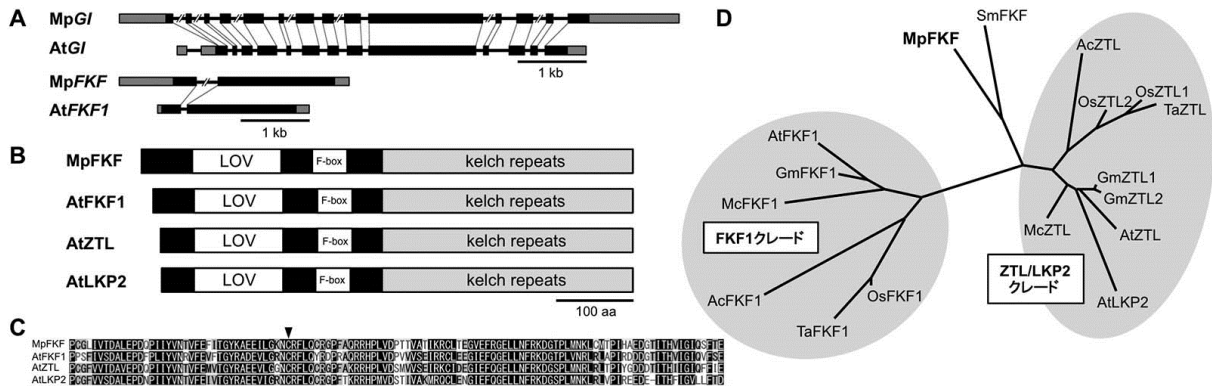 A
MpGI
AtGI
1 kb
MpFKF
AtFKF1
1 kb
B
MpFKF LOV F-box kelch repeats
AtFKF1 LOV F-box kelch repeats
AtZTL LOV F-box kelch repeats
AtLKP2 LOV F-box kelch repeats
100 aa
C
MpFKF
AtFKF1
AtZTL
AtLKP2
D
SmFKF
MpFKF
AcZTL
OsZTL1
OsZTL2
TaZTL
GmZTL1
GmZTL2
McZTL
AtZTL
AtLKP2
ZTL/LKP2
クレード
AtFKF1
GmFKF1
McFKF1
FKF1クレード
AcFKF1
OsFKF1
TaFKF1